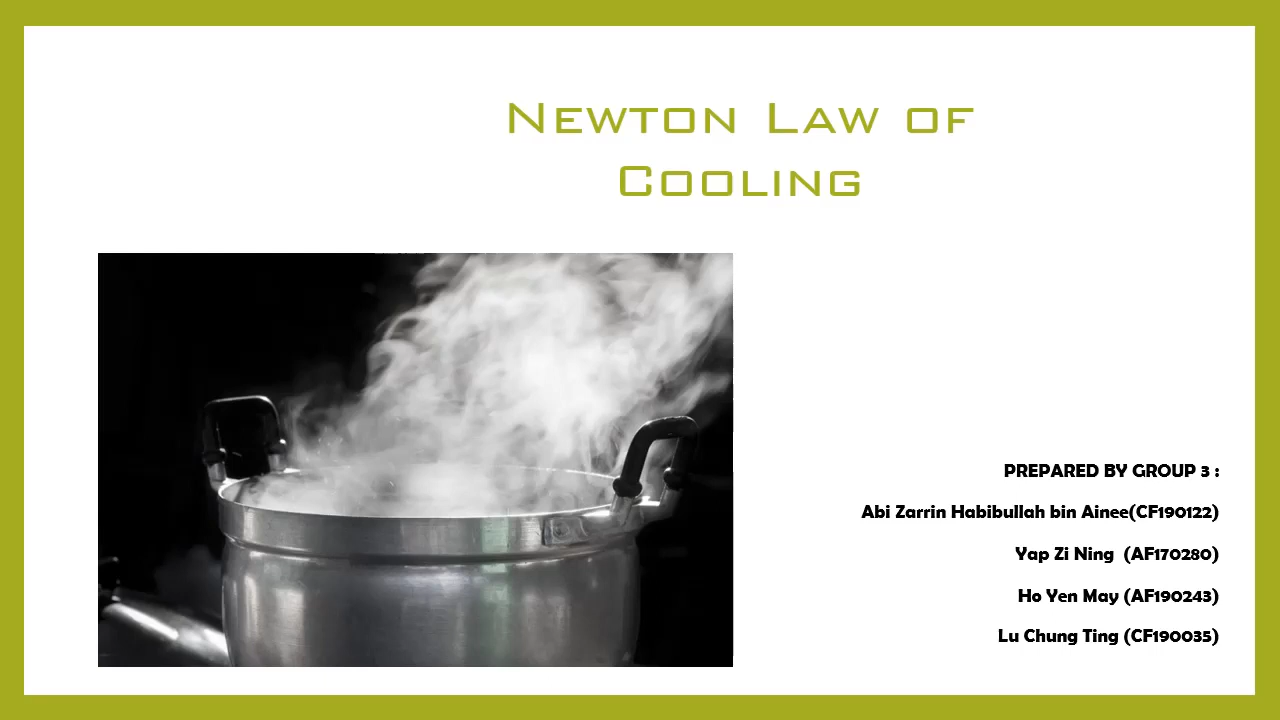 Newton Law of
Cooling
PREPARED BY GROUP 3 :
Abi Zarrin Habibullah bin Ainee(CF190122)
Yap Zi Ning (AF170280)
Ho Yen May (AF190243)
Lu Chung Ting (CF190035)